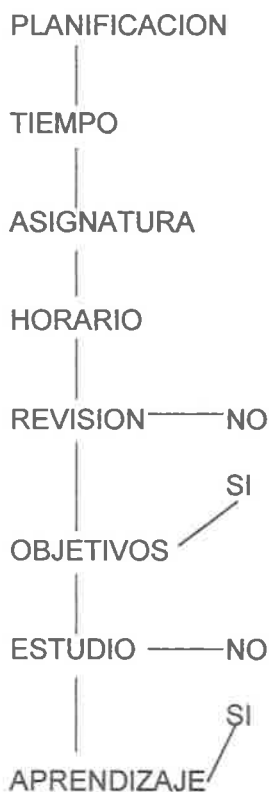 PLANIFICACION
TIEMPO
ASIGNATURA
HORARIO
REVISION NO
SI
OBJETIVOS
ESTUDIO NO
SI
APRENDIZAJE